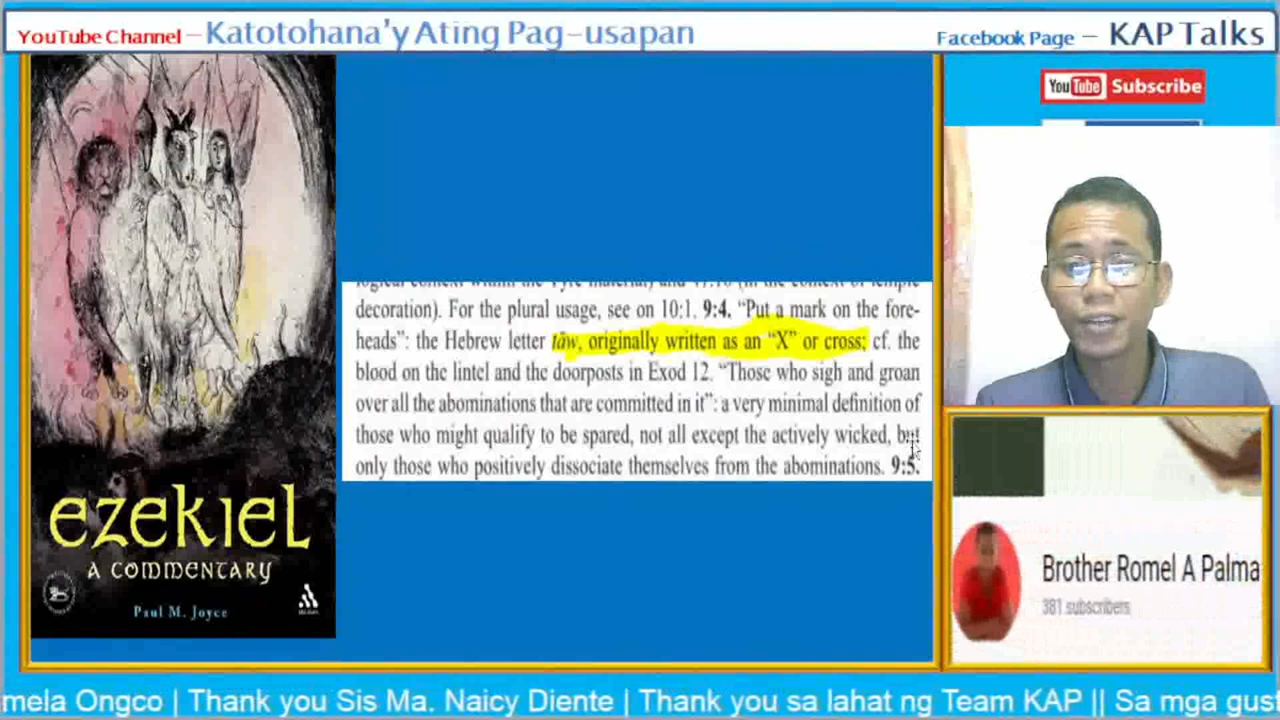 YouTube Channel – Katotohana'y Ating Pag-usapan
Facebook Page – KAP Talks
You Tube Subscribe
decoration). For the plural usage, see on 10:1. 9:4. “Put a mark on the fore-
heads”: the Hebrew letter tāw, originally written as an “X” or cross; cf. the
blood on the lintel and the doorposts in Exod 12. “Those who sigh and groan
over all the abominations that are committed in it”: a very minimal definition of
those who might qualify to be spared, not all except the actively wicked, but
only those who positively dissociate themselves from the abominations. 9:5.
EZEKIEL
A COMMENTARY
Paul M. Joyce
Brother Romel A Palma
381 subscribers
mela Ongco | Thank you Sis Ma. Naicy Diente | Thank you sa lahat ng Team KAP || Sa mga gus